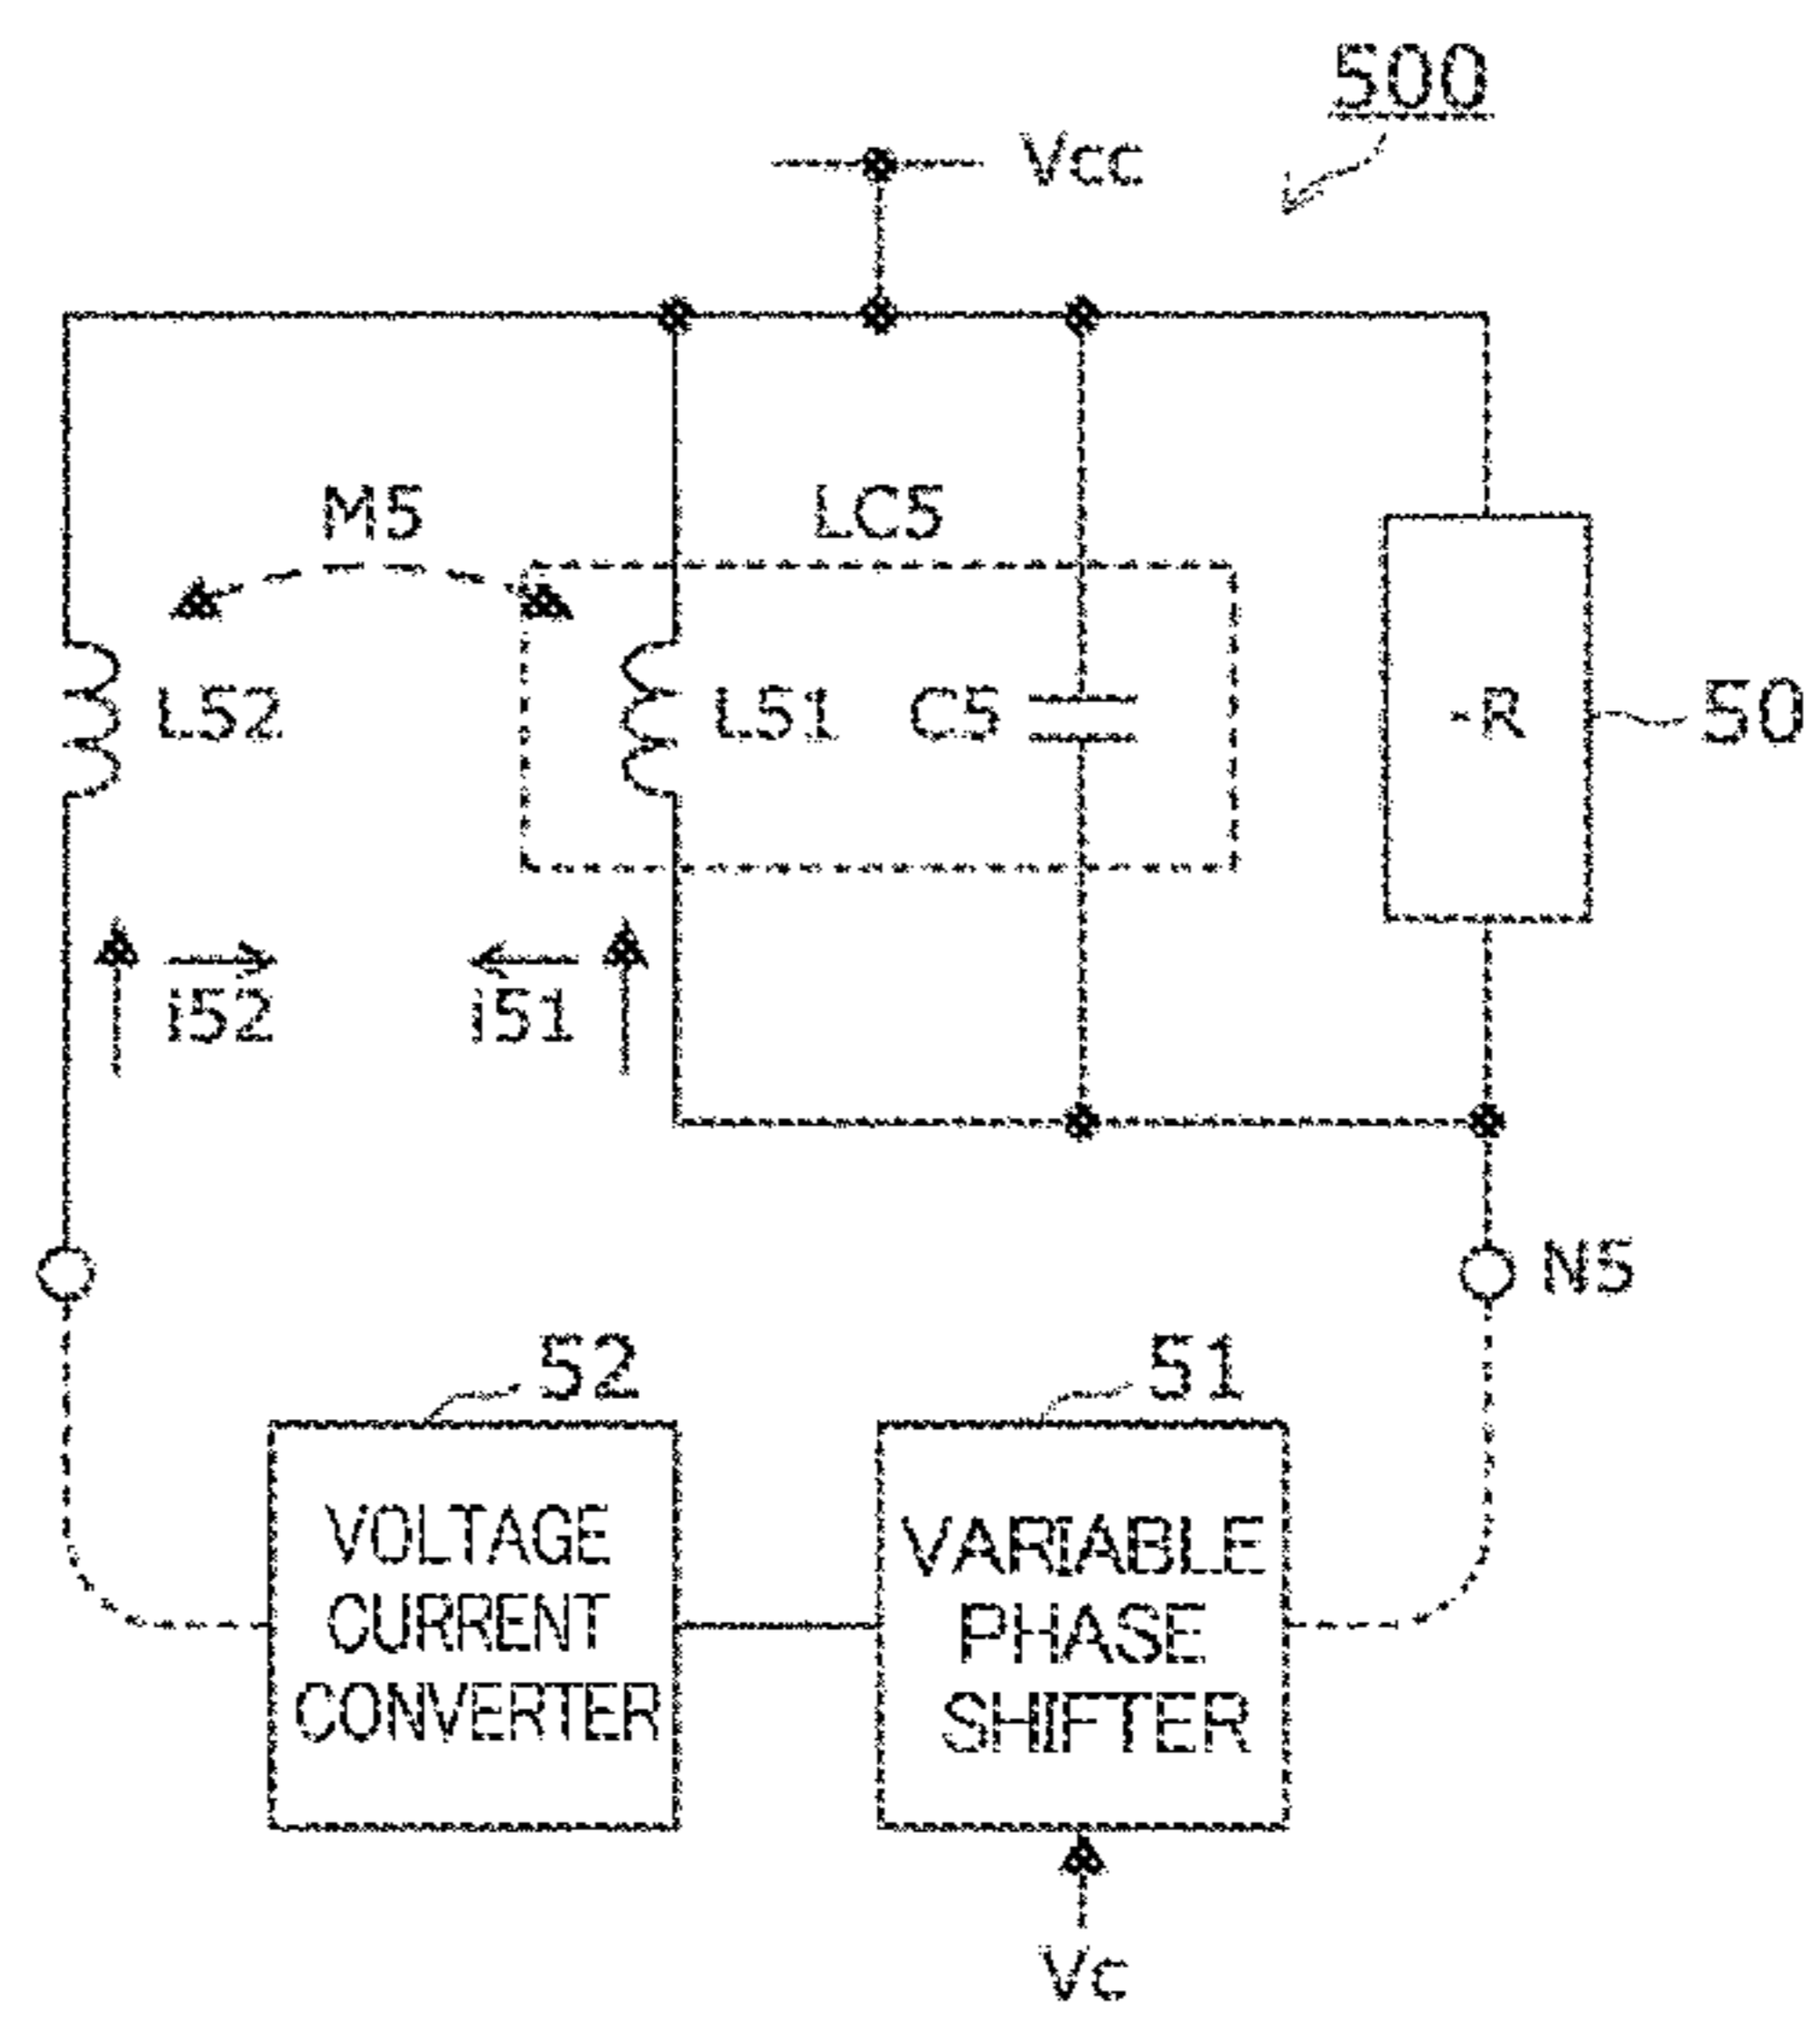 500
Vcc
M5
LC5
L52
L51
C5
-R
50
i52
i51
N5
52
51
VOLTAGE
CURRENT
CONVERTER
VARIABLE
PHASE
SHIFTER
Vc